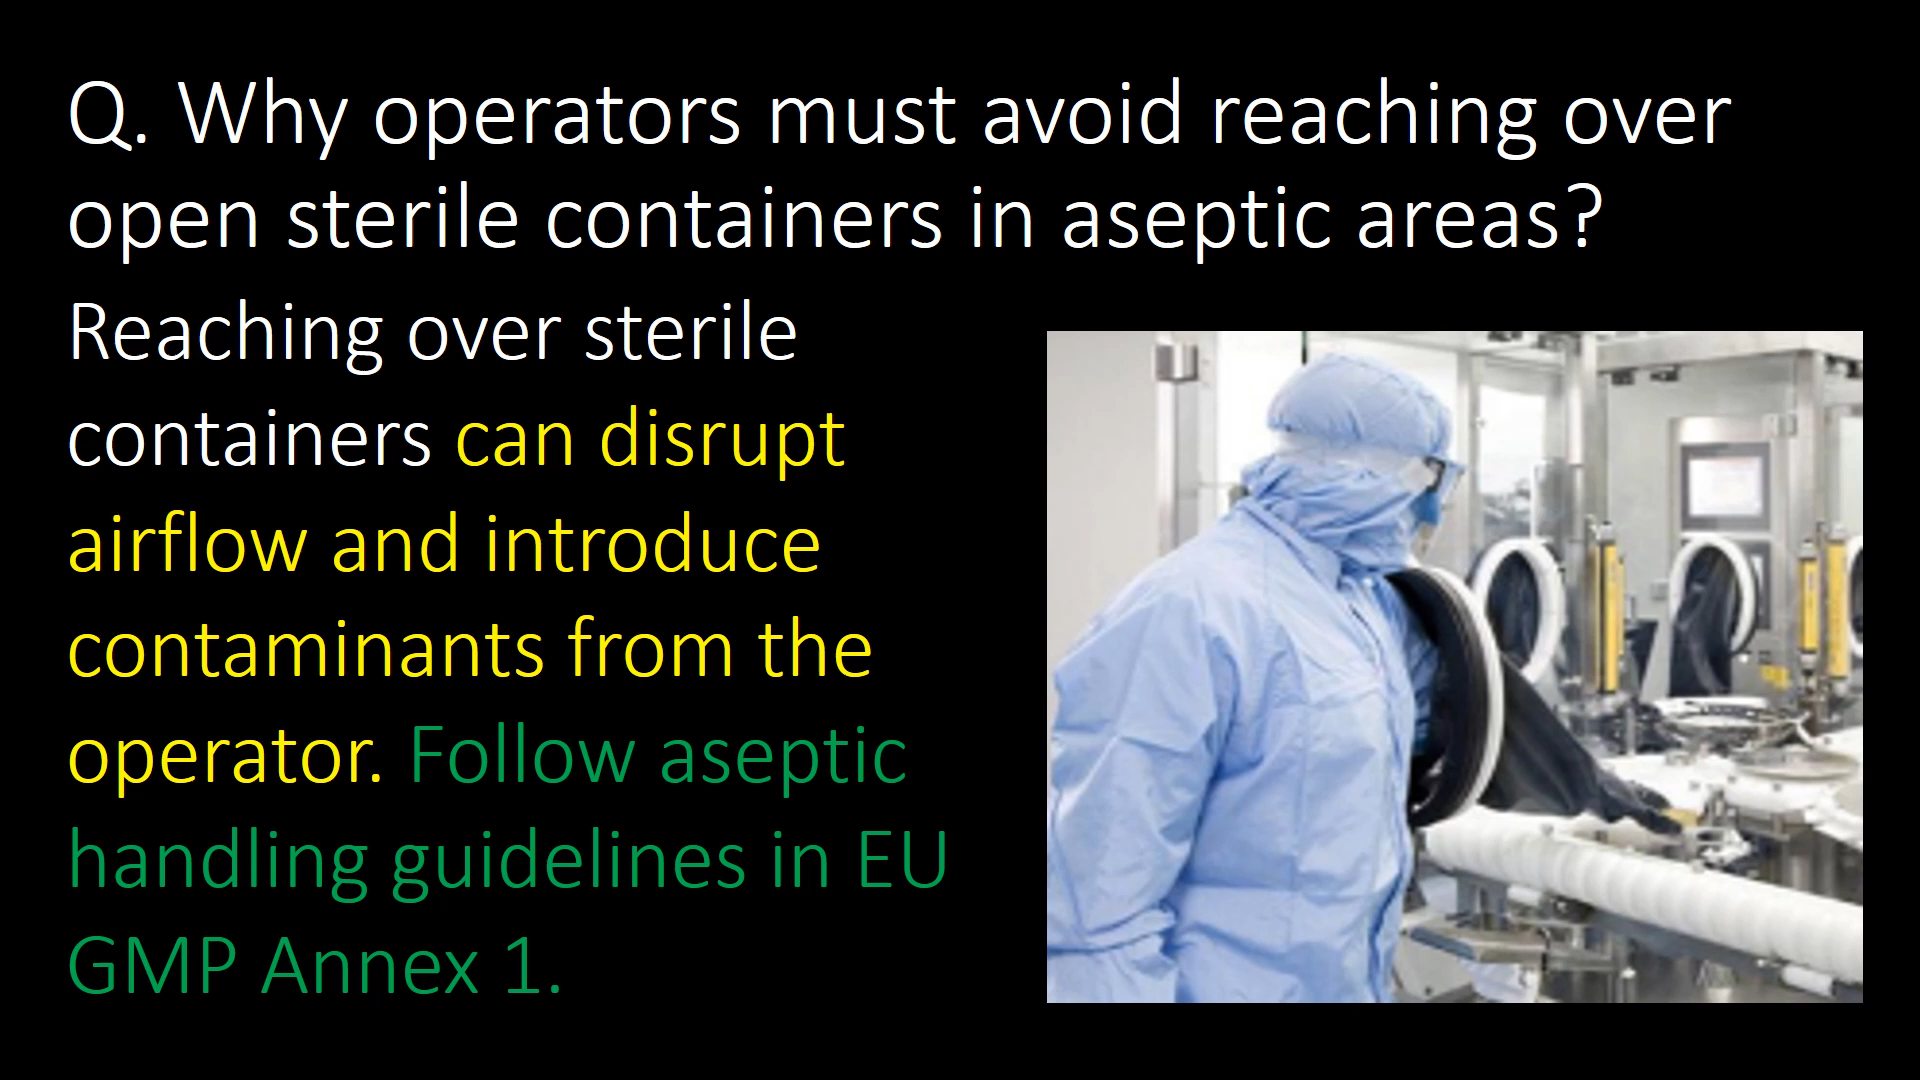 Q. Why operators must avoid reaching over
open sterile containers in aseptic areas?
Reaching over sterile
containers can disrupt
airflow and introduce
contaminants from the
operator. Follow aseptic
handling guidelines in EU
GMP Annex 1.